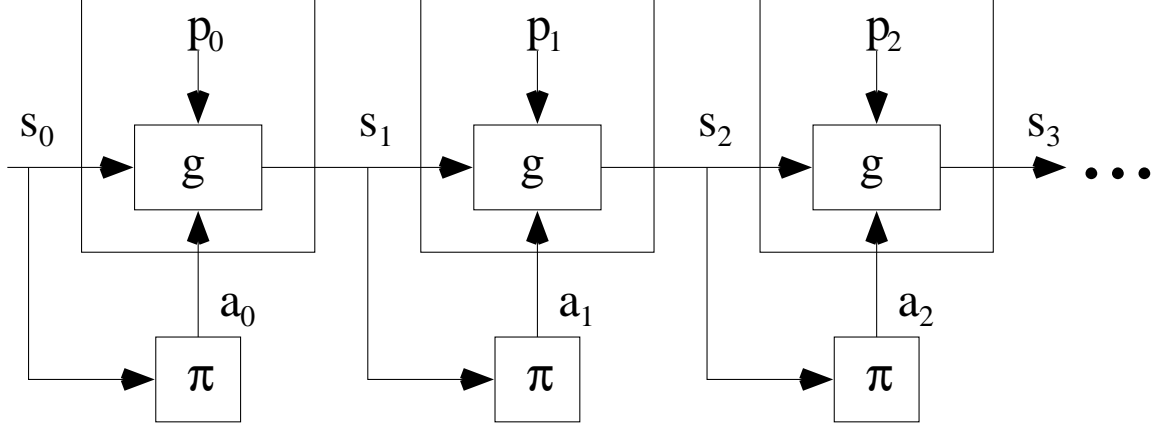 p₀ p₁ p₂
s₀ s₁ s₂ s₃
g g g •••
a₀ a₁ a₂
π π π